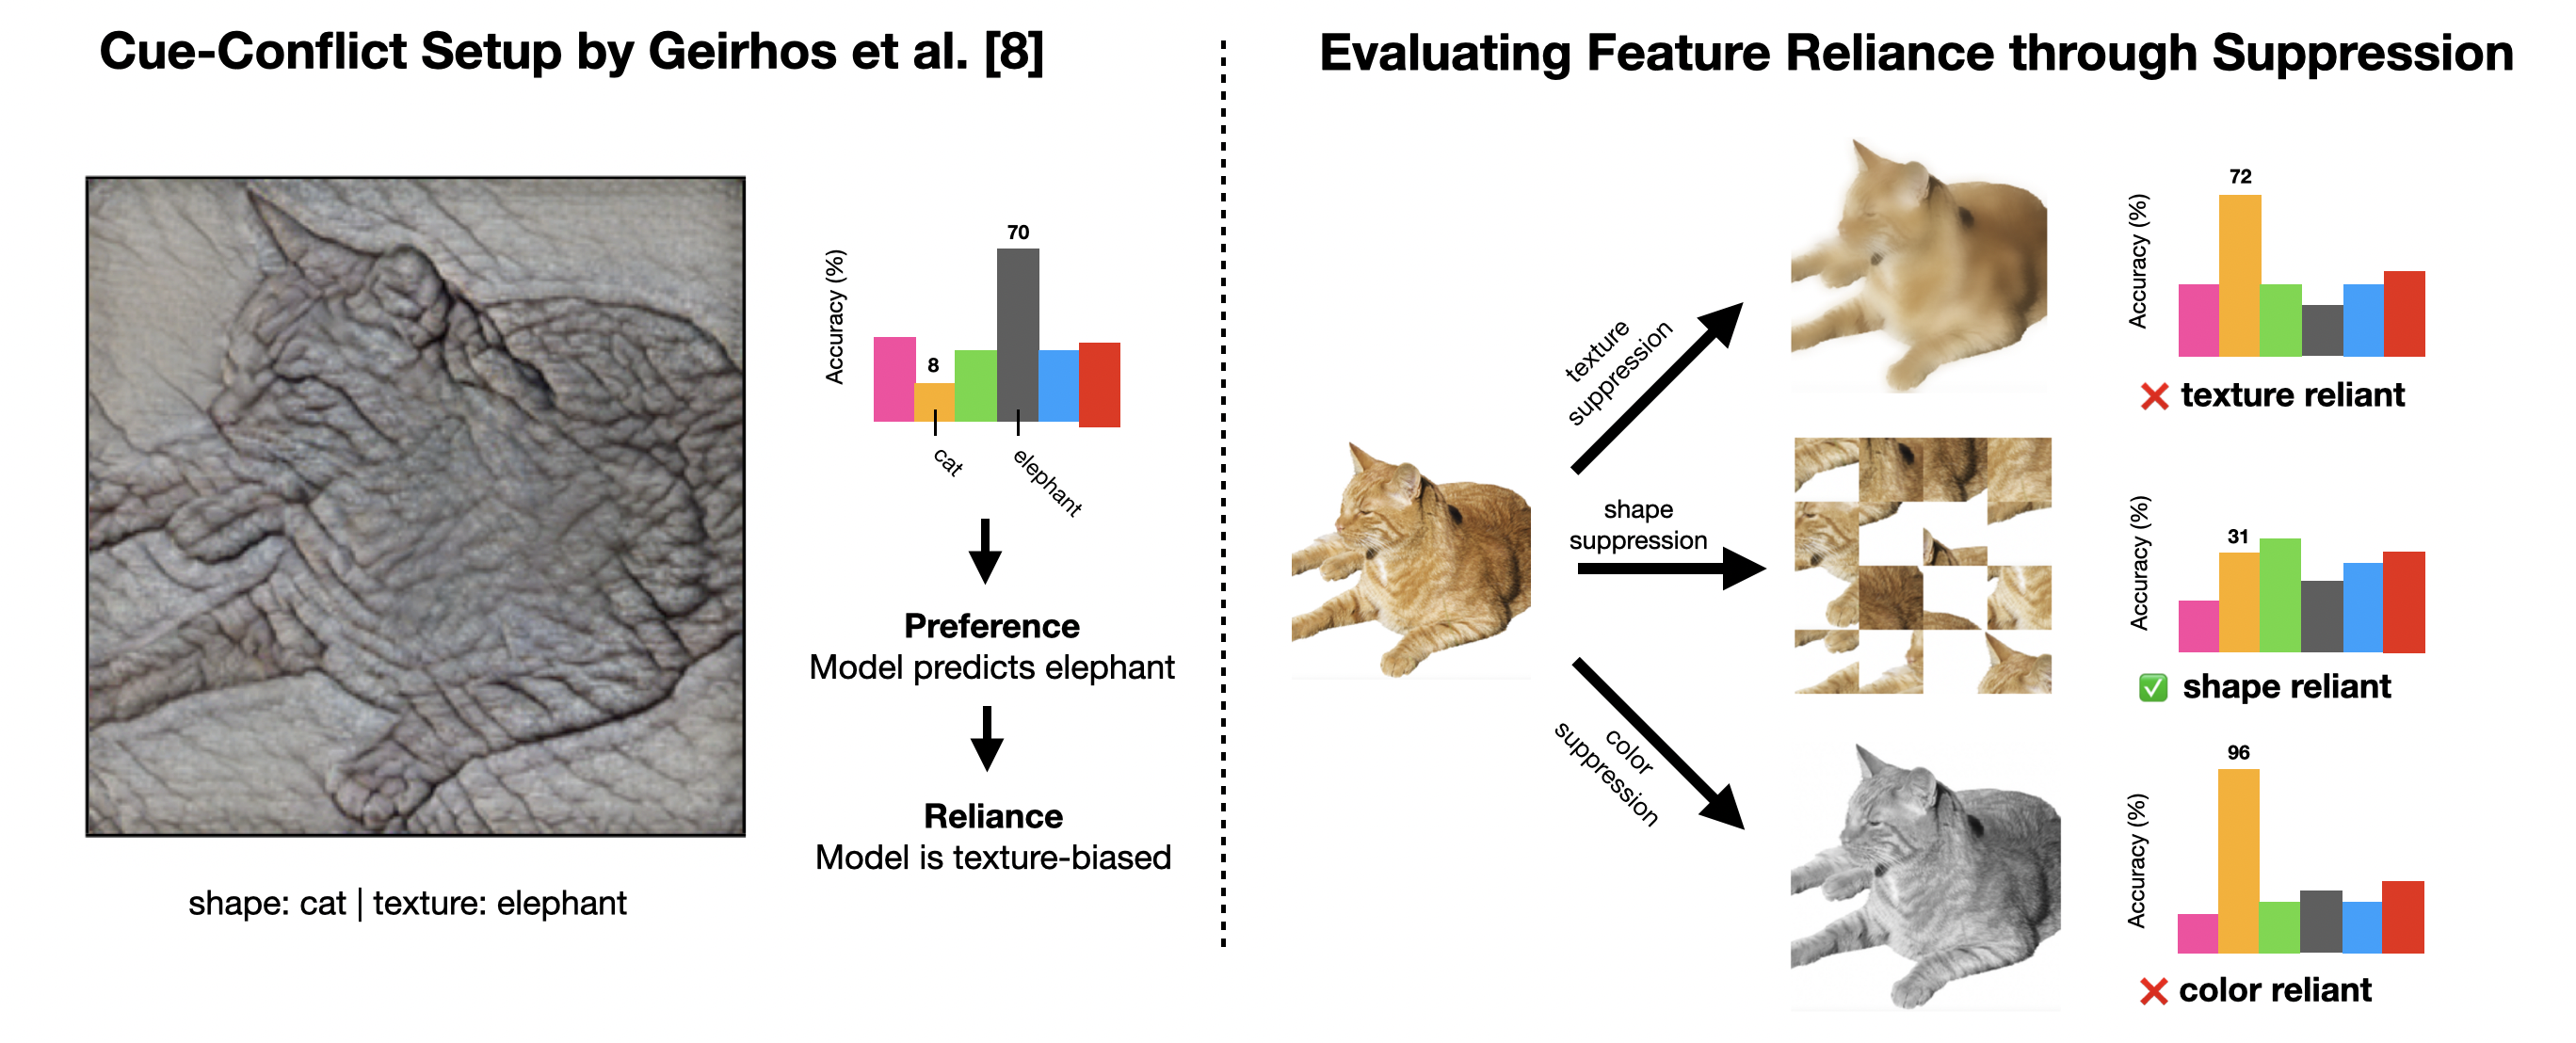 Cue-Conflict Setup by Geirhos et al. [8]
Accuracy (%)
8
70
cat
elephant
Preference
Model predicts elephant
Reliance
Model is texture-biased
shape: cat | texture: elephant
Evaluating Feature Reliance through Suppression
texture
suppression
shape
suppression
color
suppression
Accuracy (%)
72
❌ texture reliant
Accuracy (%)
31
✅ shape reliant
Accuracy (%)
96
❌ color reliant